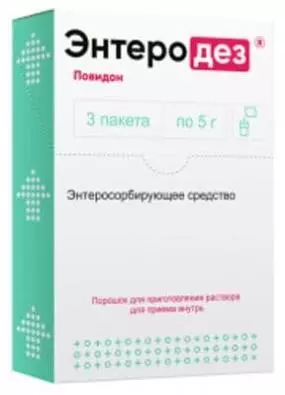 Энтеродез®
Повидон
3 пакета по 5 г
Энтеросорбирующее средство
Порошок для приготовления раствора
для приема внутрь